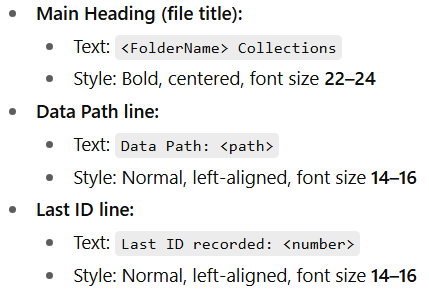 Main Heading (file title):
Text: <FolderName> Collections
Style: Bold, centered, font size 22–24
Data Path line:
Text: Data Path: <path>
Style: Normal, left-aligned, font size 14–16
Last ID line:
Text: Last ID recorded: <number>
Style: Normal, left-aligned, font size 14–16